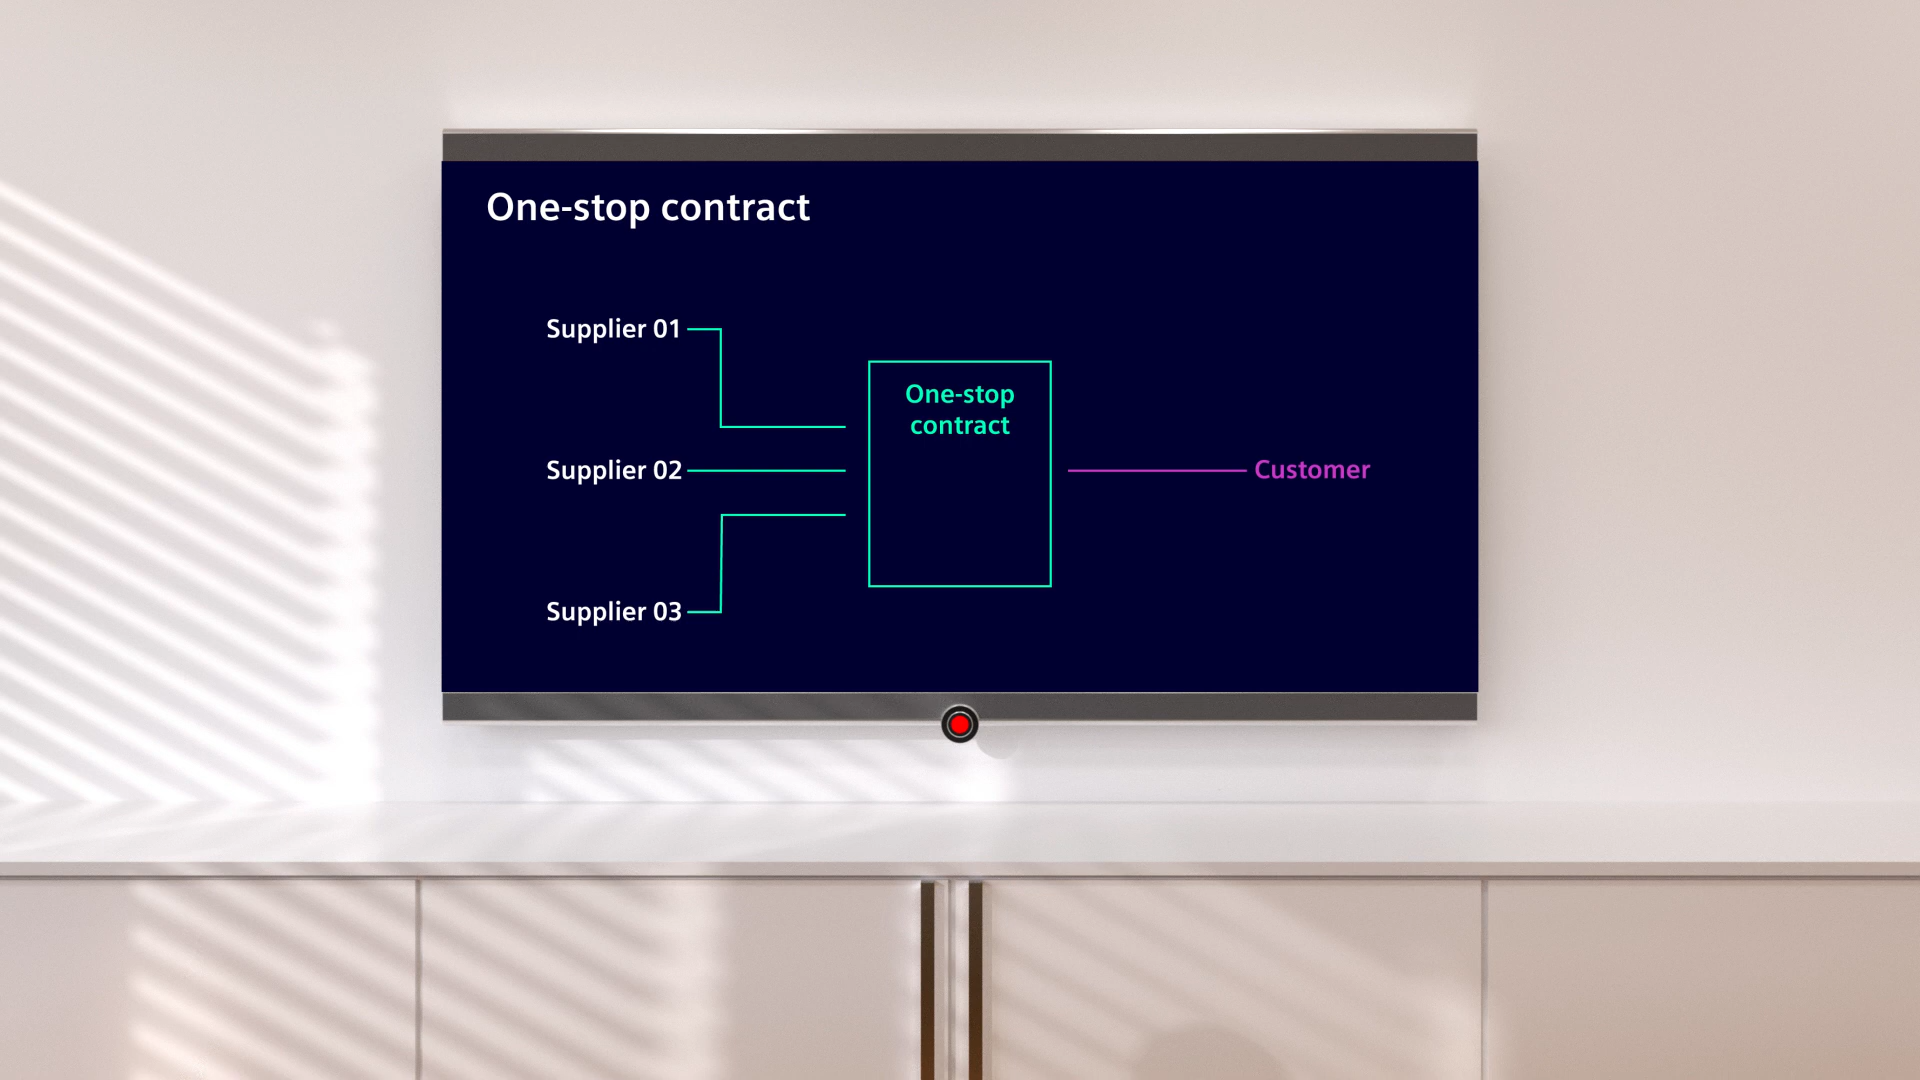 One-stop contract
Supplier 01
One-stop
contract
Supplier 02
Customer
Supplier 03